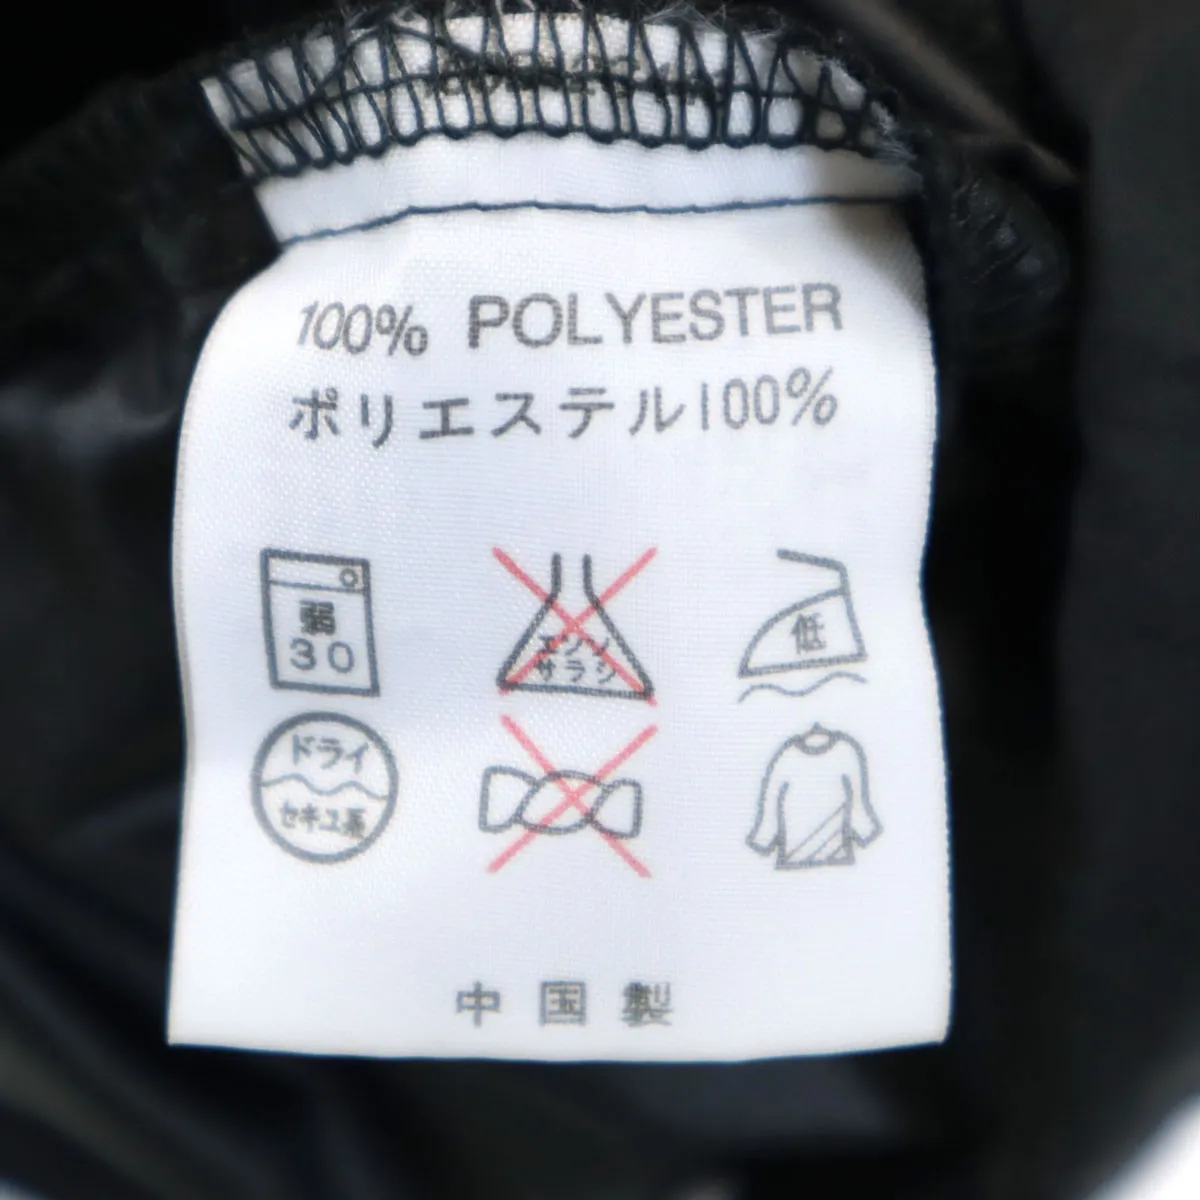 100% POLYESTER
ポリエステル100%
弱
30
エンソ
サラシ
低
ドライ
セキユ系
中国製